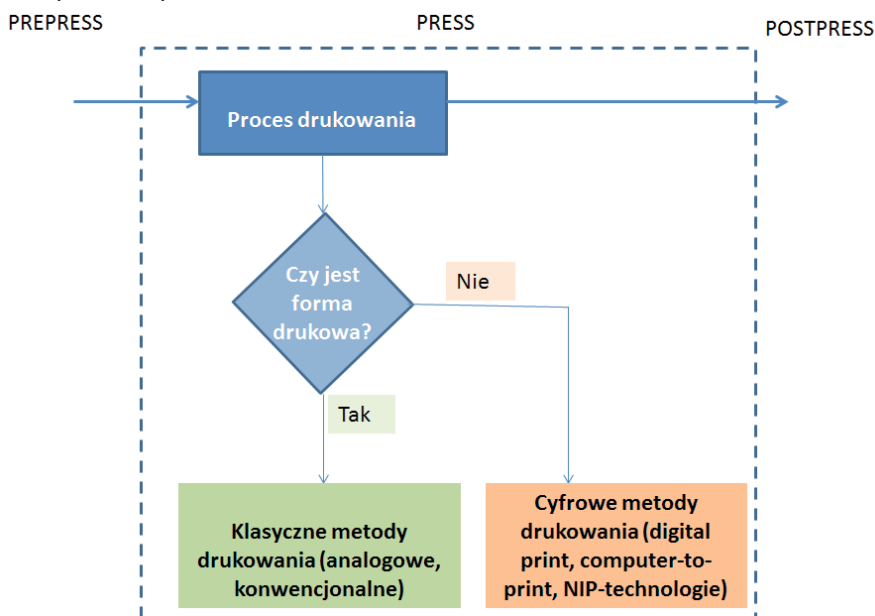 PREPRESS
PRESS
POSTPRESS
Proces drukowania
Czy jest
forma
drukowa?
Nie
Tak
Klasyczne metody
drukowania (analogowe,
konwencjonalne)
Cyfrowe metody
drukowania (digital
print, computer-to-
print, NIP-technologie)